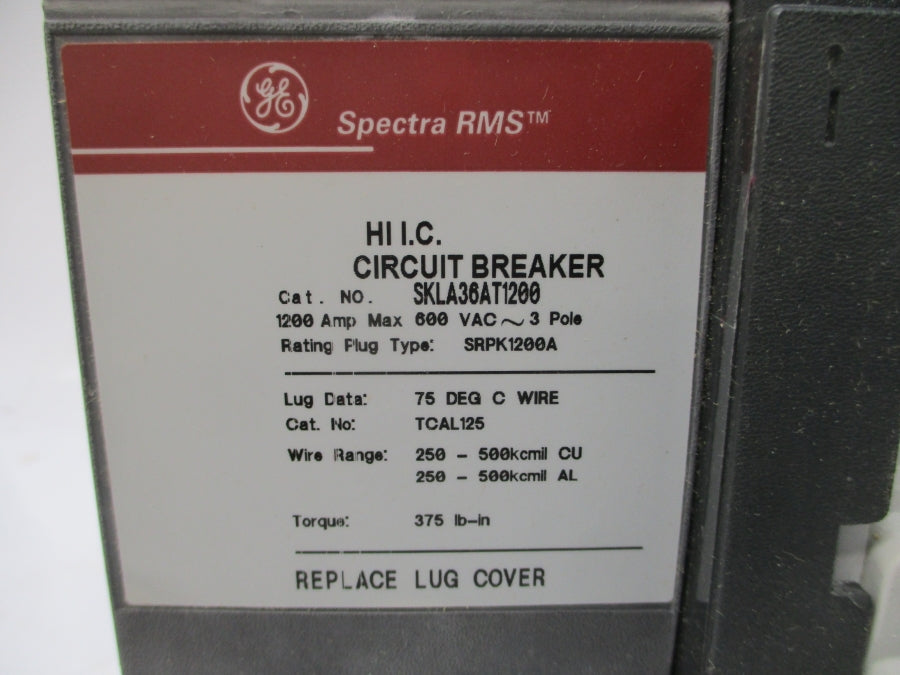 GE
Spectra RMS™
HI I.C.
CIRCUIT BREAKER
Cat. NO. SKLA36AT1200
1200 Amp Max 600 VAC ~ 3 Pole
Rating Plug Type: SRPK1200A
Lug Data: 75 DEG C WIRE
Cat. No: TCAL125
Wire Range: 250 - 500kcmil CU
250 - 500kcmil AL
Torque: 375 lb-in
REPLACE LUG COVER